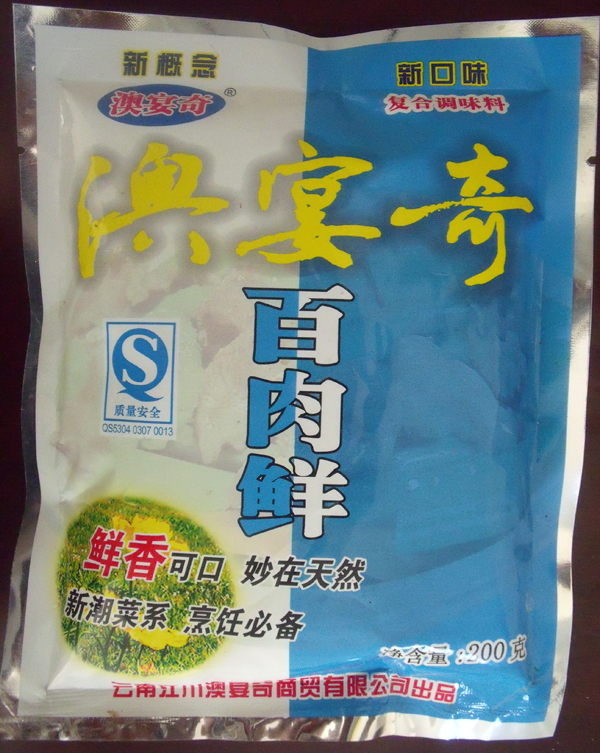 新概念
新口味
澳宴奇®
复合调味料
澳宴奇
百肉鲜
S
质量安全
QS5304 0307 0013
鲜香可口 妙在天然
新潮菜系 烹饪必备
净含量:200克
云南江川澳宴奇商贸有限公司出品